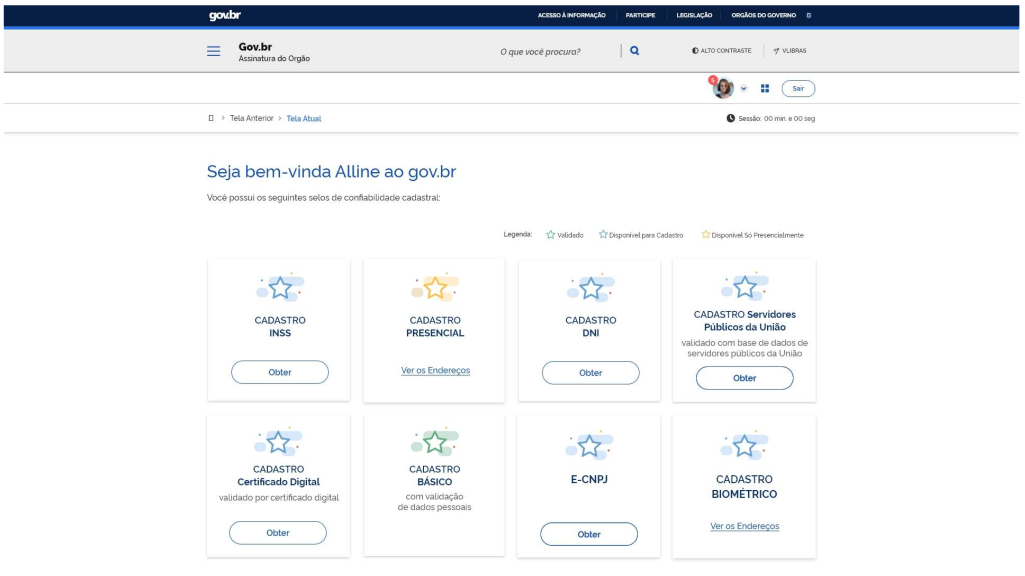 gov.br
ACESSO À INFORMAÇÃO PARTICIPE LEGISLAÇÃO ORGÃOS DO GOVERNO
Gov.br
Assinatura do Orgão
O que você procura?
ALTO CONTRASTE VLIBRAS
5
Sair
Tela Anterior > Tela Atual
Sessão: 00 min. e 00 seg
Seja bem-vinda Alline ao gov.br
Você possui os seguintes selos de confiabilidade cadastral:
Legenda: Validado Disponível para Cadastro Disponível Só Presencialmente
CADASTRO
INSS
Obter
CADASTRO
PRESENCIAL
Ver os Endereços
CADASTRO
DNI
Obter
CADASTRO Servidores
Públicos da União
validado com base de dados de
servidores públicos da União
Obter
CADASTRO
Certificado Digital
validado por certificado digital
Obter
CADASTRO
BÁSICO
com validação
de dados pessoais
E-CNPJ
Obter
CADASTRO
BIOMÉTRICO
Ver os Endereços